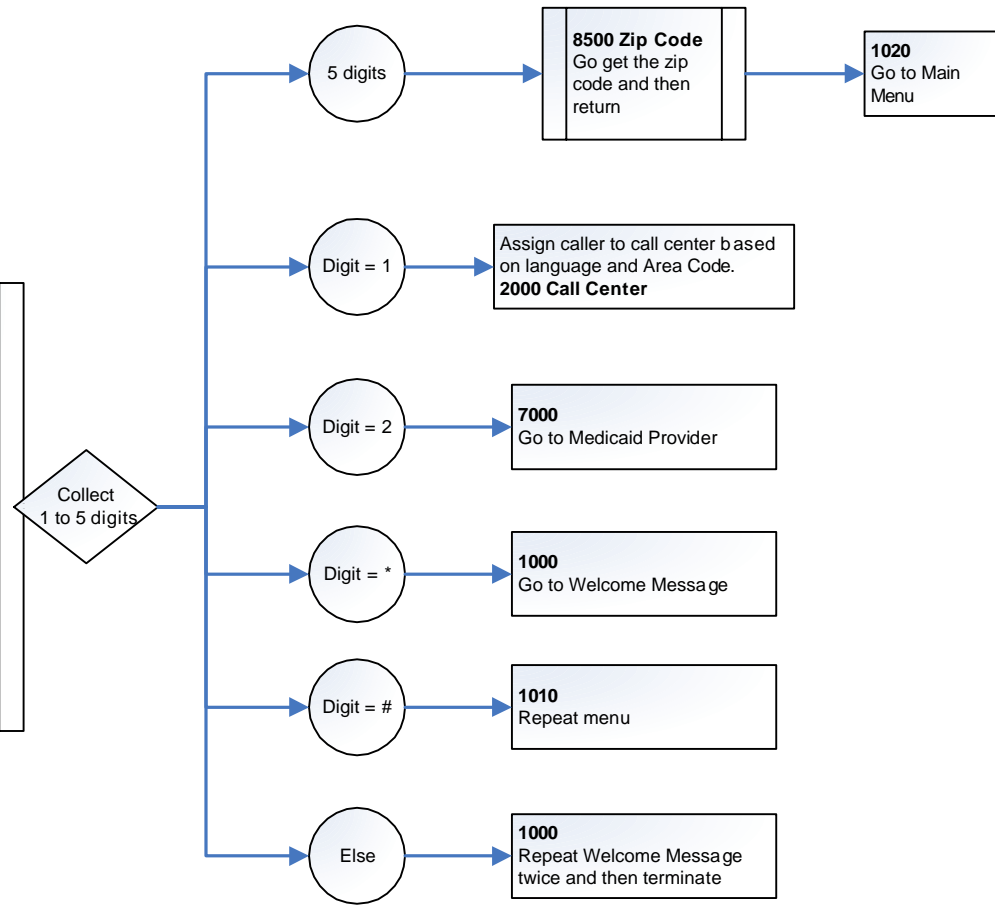 5 digits
8500 Zip Code
Go get the zip
code and then
return
1020
Go to Main
Menu
Digit = 1
Assign caller to call center based
on language and Area Code.
2000 Call Center
Collect
1 to 5 digits
Digit = 2
7000
Go to Medicaid Provider
Digit = *
1000
Go to Welcome Message
Digit = #
1010
Repeat menu
Else
1000
Repeat Welcome Message
twice and then terminate